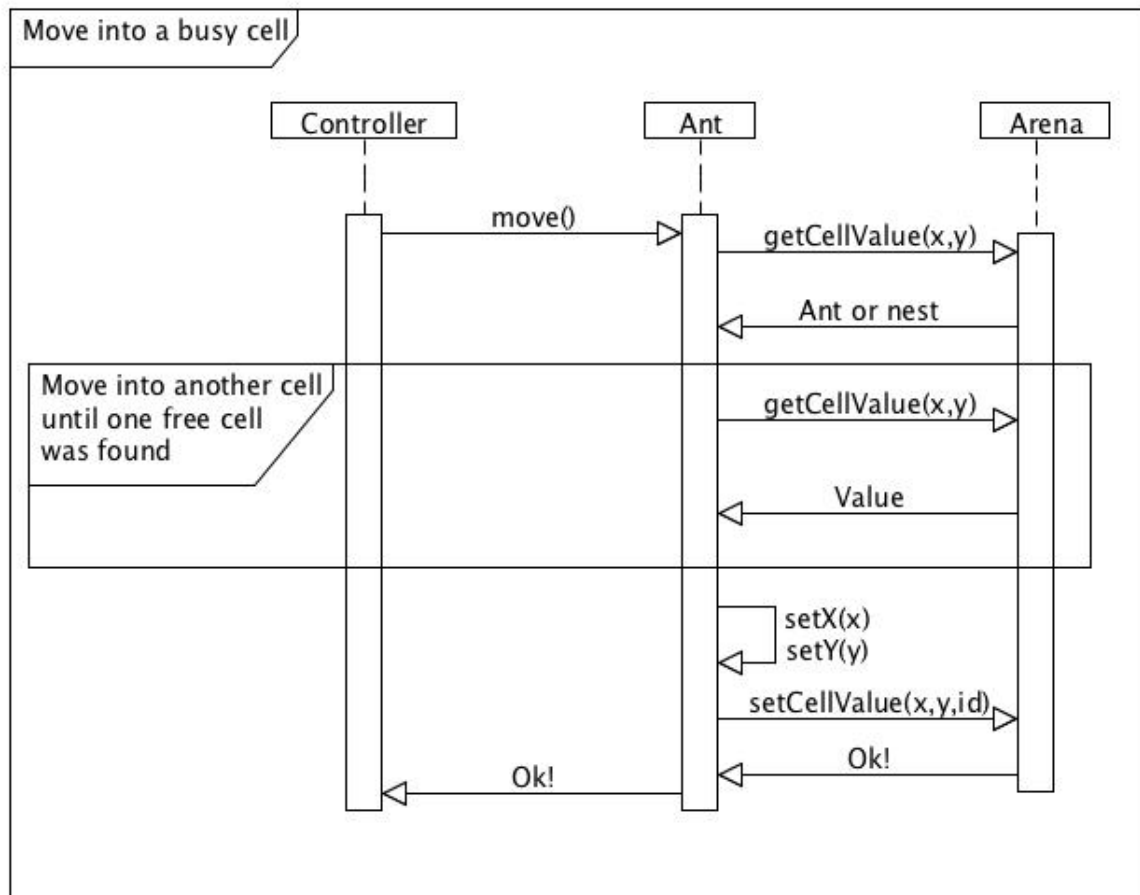 Move into a busy cell
Controller
Ant
Arena
move()
getCellValue(x,y)
Ant or nest
Move into another cell
until one free cell
was found
getCellValue(x,y)
Value
setX(x)
setY(y)
setCellValue(x,y,id)
Ok!
Ok!